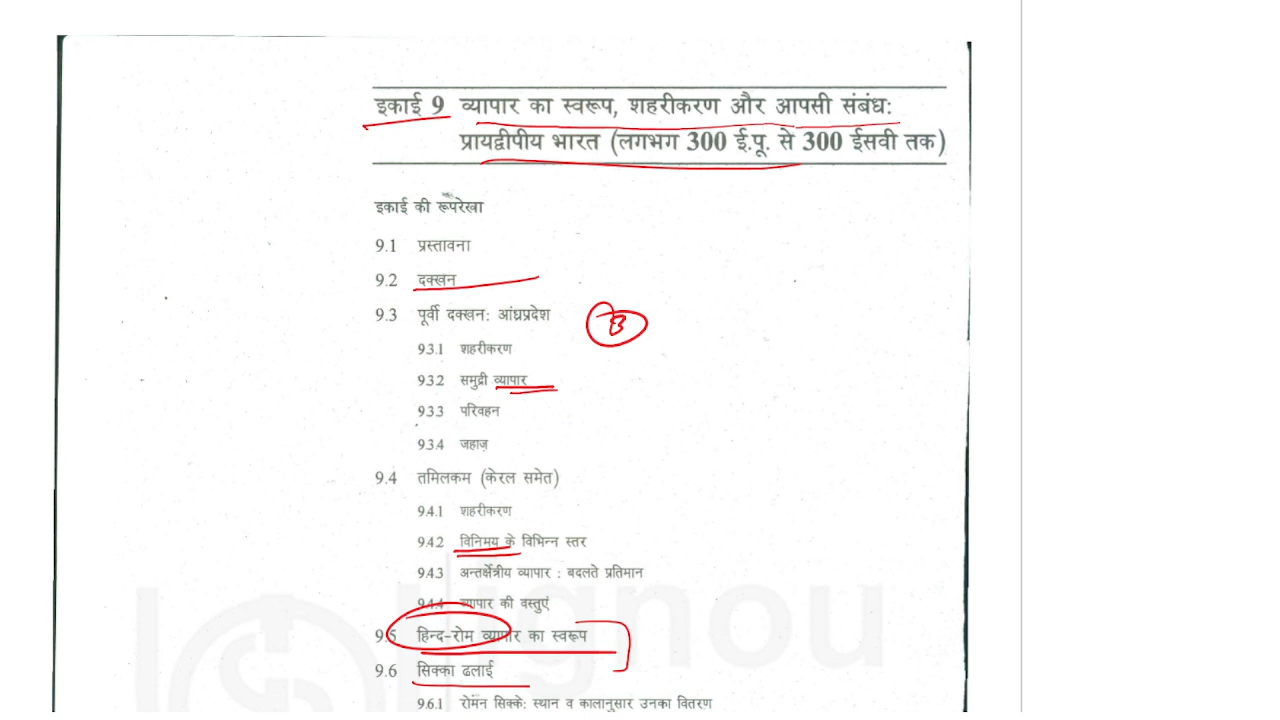 इकाई 9 व्यापार का स्वरूप, शहरीकरण और आपसी संबंध:
प्रायद्वीपीय भारत (लगभग 300 ई.पू. से 300 ईसवी तक)
इकाई की रूपरेखा
9.1 प्रस्तावना
9.2 दक्खन
9.3 पूर्वी दक्खन: आंध्रप्रदेश
9.3.1 शहरीकरण
9.3.2 समुद्री व्यापार
9.3.3 परिवहन
9.3.4 जहाज़
9.4 तमिलकम (केरल समेत)
9.4.1 शहरीकरण
9.4.2 विनिमय के विभिन्न स्तर
9.4.3 अन्तर्क्षेत्रीय व्यापार : बदलते प्रतिमान
9.4.4 व्यापार की वस्तुएं
9.5 हिन्द-रोम व्यापार का स्वरूप
9.6 सिक्का ढलाई
9.6.1 रोमन सिक्के: स्थान व कालानुसार उनका वितरण
ignou